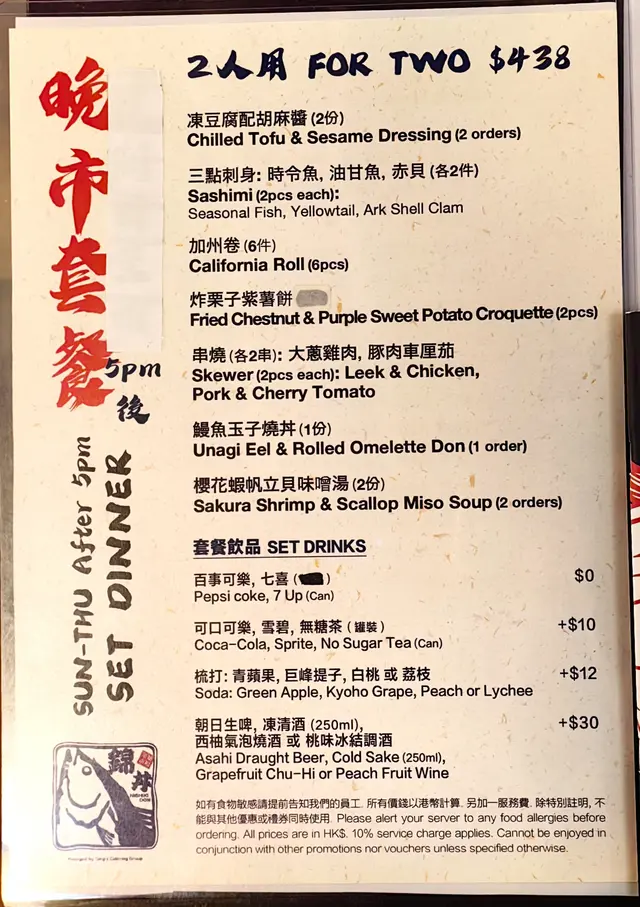 晚市套餐
5pm
後
SUN-THU After 5pm
SET DINNER
2人用 FOR TWO $438
凍豆腐配胡麻醬 (2份)
Chilled Tofu & Sesame Dressing (2 orders)
三點刺身: 時令魚, 油甘魚, 赤貝 (各2件)
Sashimi (2pcs each):
Seasonal Fish, Yellowtail, Ark Shell Clam
加州卷 (6件)
California Roll (6pcs)
炸栗子紫薯餅
Fried Chestnut & Purple Sweet Potato Croquette (2pcs)
串燒 (各2串): 大蔥雞肉, 豚肉車厘茄
Skewer (2pcs each): Leek & Chicken,
Pork & Cherry Tomato
鰻魚玉子燒丼 (1份)
Unagi Eel & Rolled Omelette Don (1 order)
櫻花蝦帆立貝味噌湯 (2份)
Sakura Shrimp & Scallop Miso Soup (2 orders)
套餐飲品 SET DRINKS
百事可樂, 七喜 ( ) $0
Pepsi coke, 7 Up (Can)
可口可樂, 雪碧, 無糖茶 (罐裝) +$10
Coca-Cola, Sprite, No Sugar Tea (Can)
梳打: 青蘋果, 巨峰提子, 白桃 或 荔枝 +$12
Soda: Green Apple, Kyoho Grape, Peach or Lychee
朝日生啤, 凍清酒 (250ml), +$30
西柚氣泡燒酒 或 桃味冰結調酒
Asahi Draught Beer, Cold Sake (250ml),
Grapefruit Chu-Hi or Peach Fruit Wine
如有食物敏感請提前告知我們的員工. 所有價錢以港幣計算. 另加一服務費. 除特別註明, 不
能與其他優惠或禮券同時使用. Please alert your server to any food allergies before
ordering. All prices are in HK$. 10% service charge applies. Cannot be enjoyed in
conjunction with other promotions nor vouchers unless specified otherwise.
錦丼